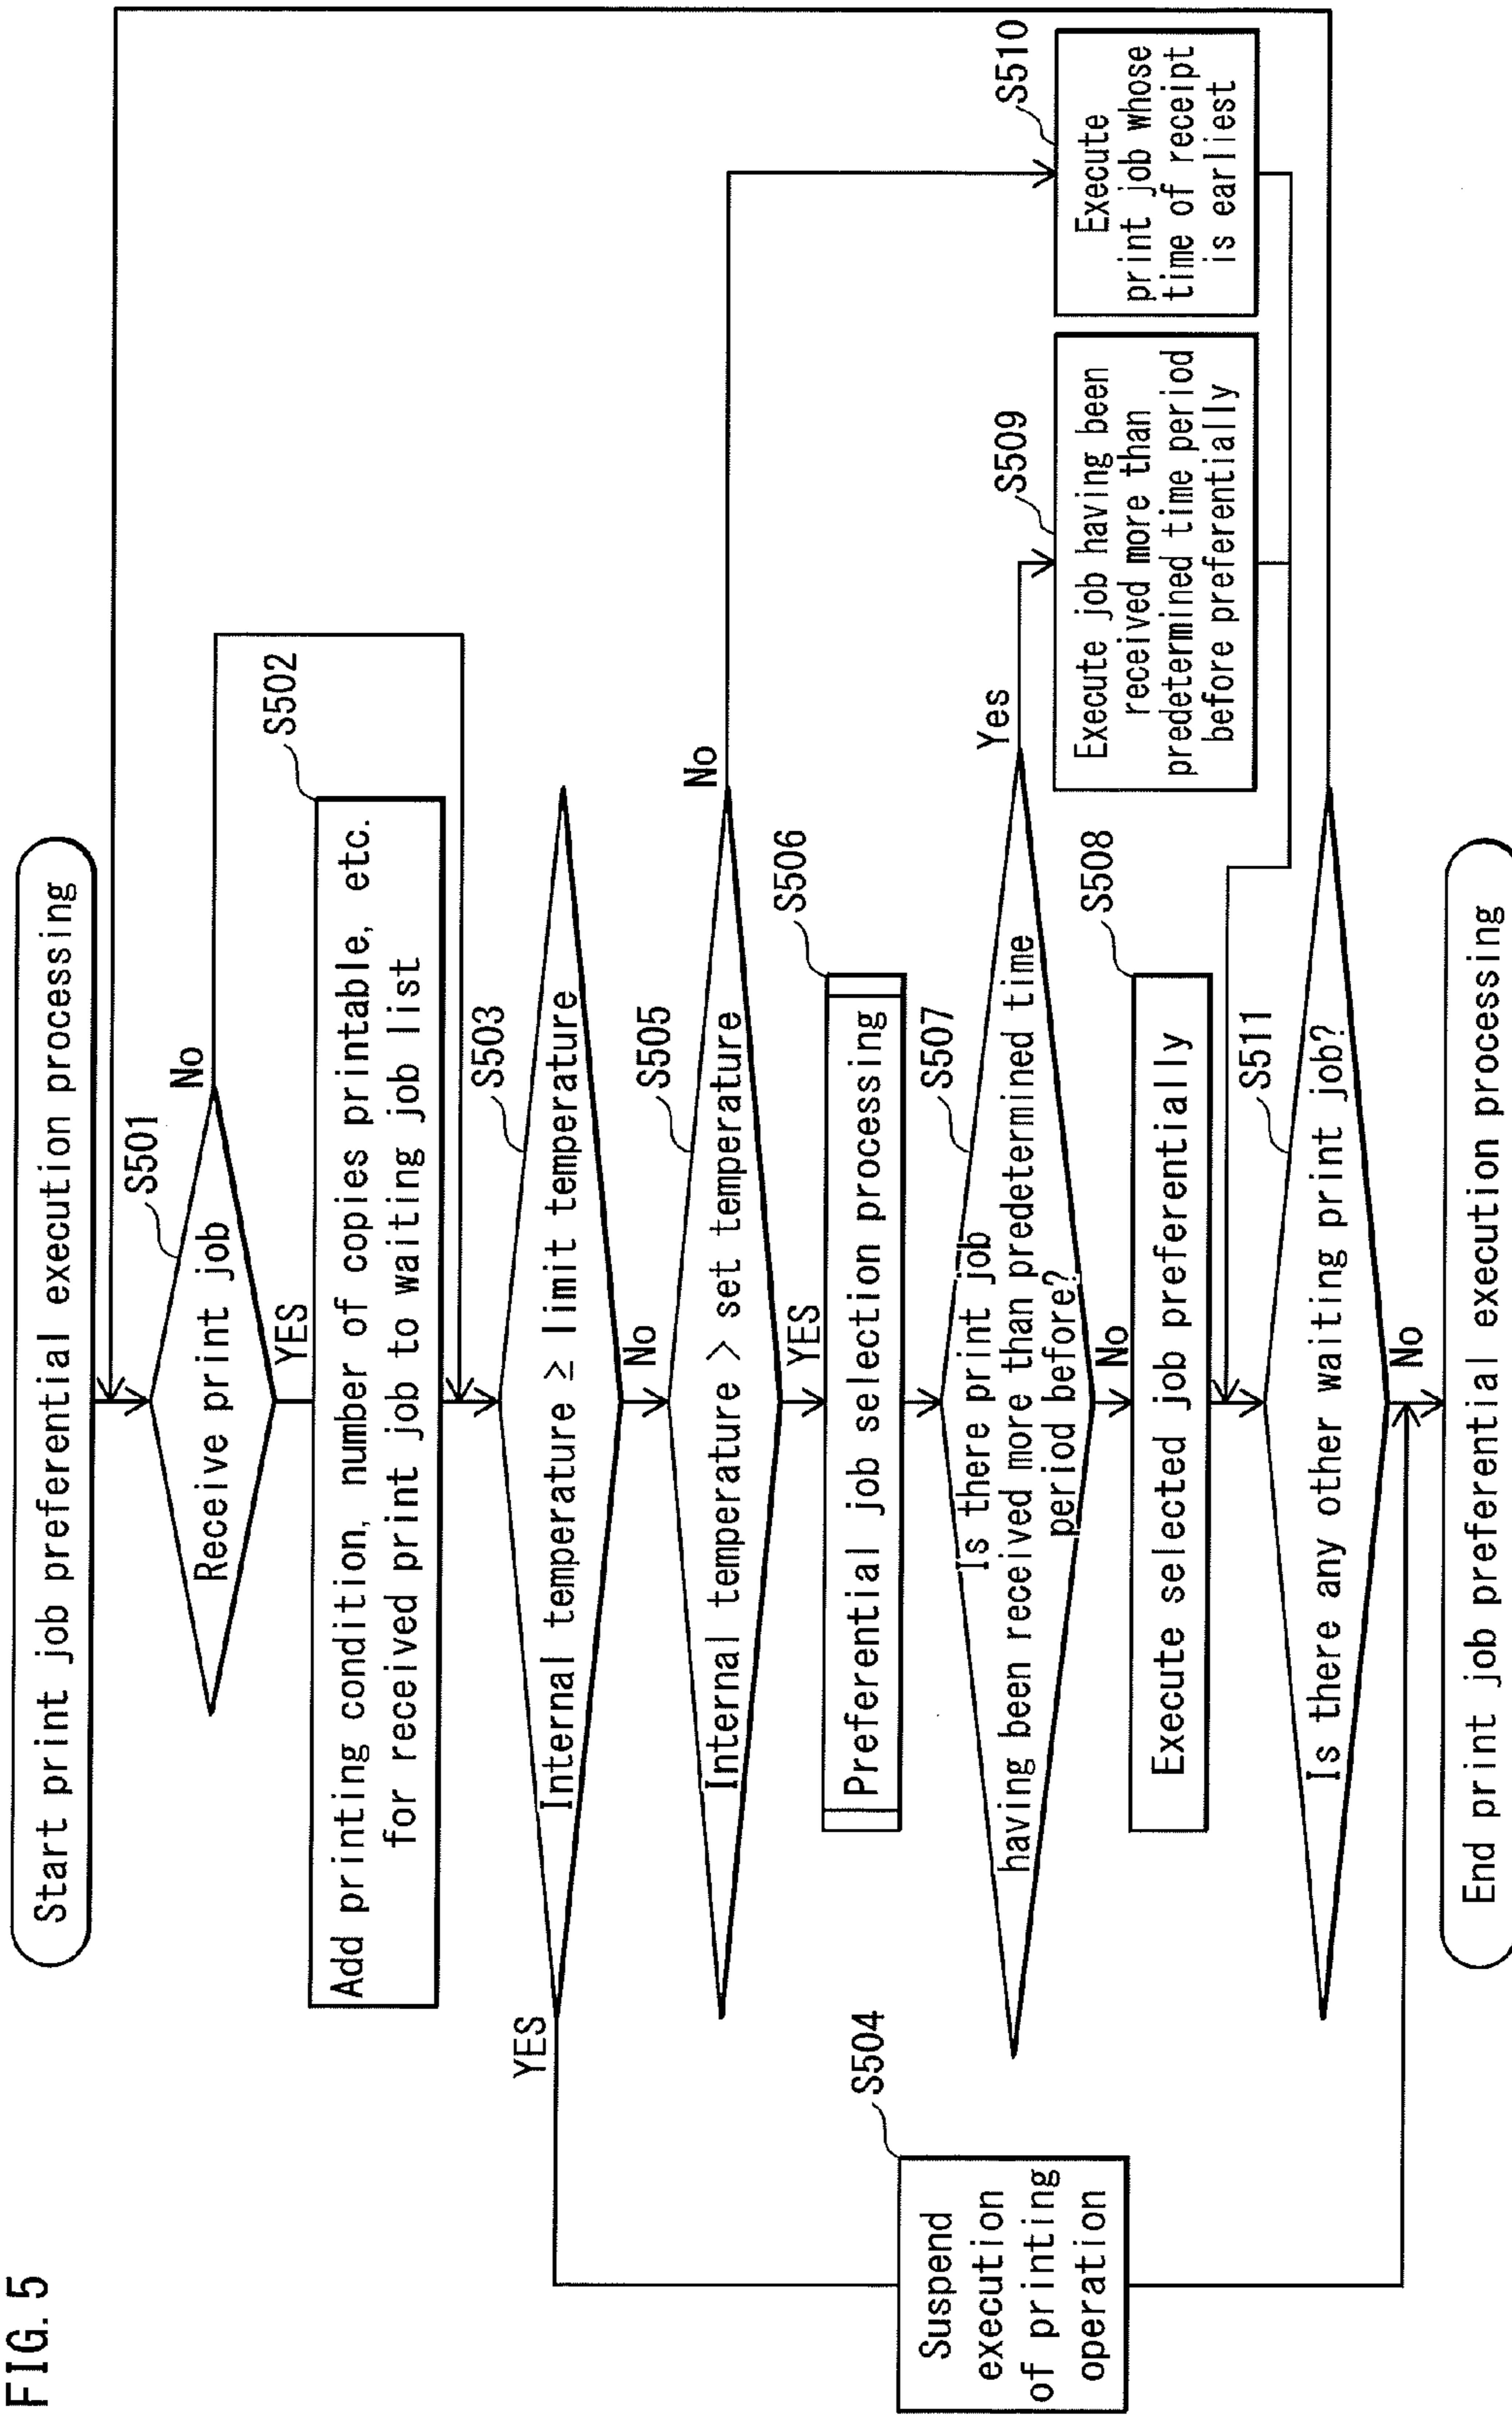 FIG. 5
Start print job preferential execution processing
S501
Receive print job
No
YES
S502
Add printing condition, number of copies printable, etc.
for received print job to waiting job list
S503
Internal temperature ≥ limit temperature
YES
No
S504
Suspend
execution
of printing
operation
S505
Internal temperature > set temperature
No
YES
S506
Preferential job selection processing
S507
Is there print job
having been received more than predetermined time
period before?
Yes
No
S508
Execute selected job preferentially
S509
Execute job having been
received more than
predetermined time period
before preferentially
S510
Execute
print job whose
time of receipt
is earliest
S511
Is there any other waiting print job?
No
End print job preferential execution processing